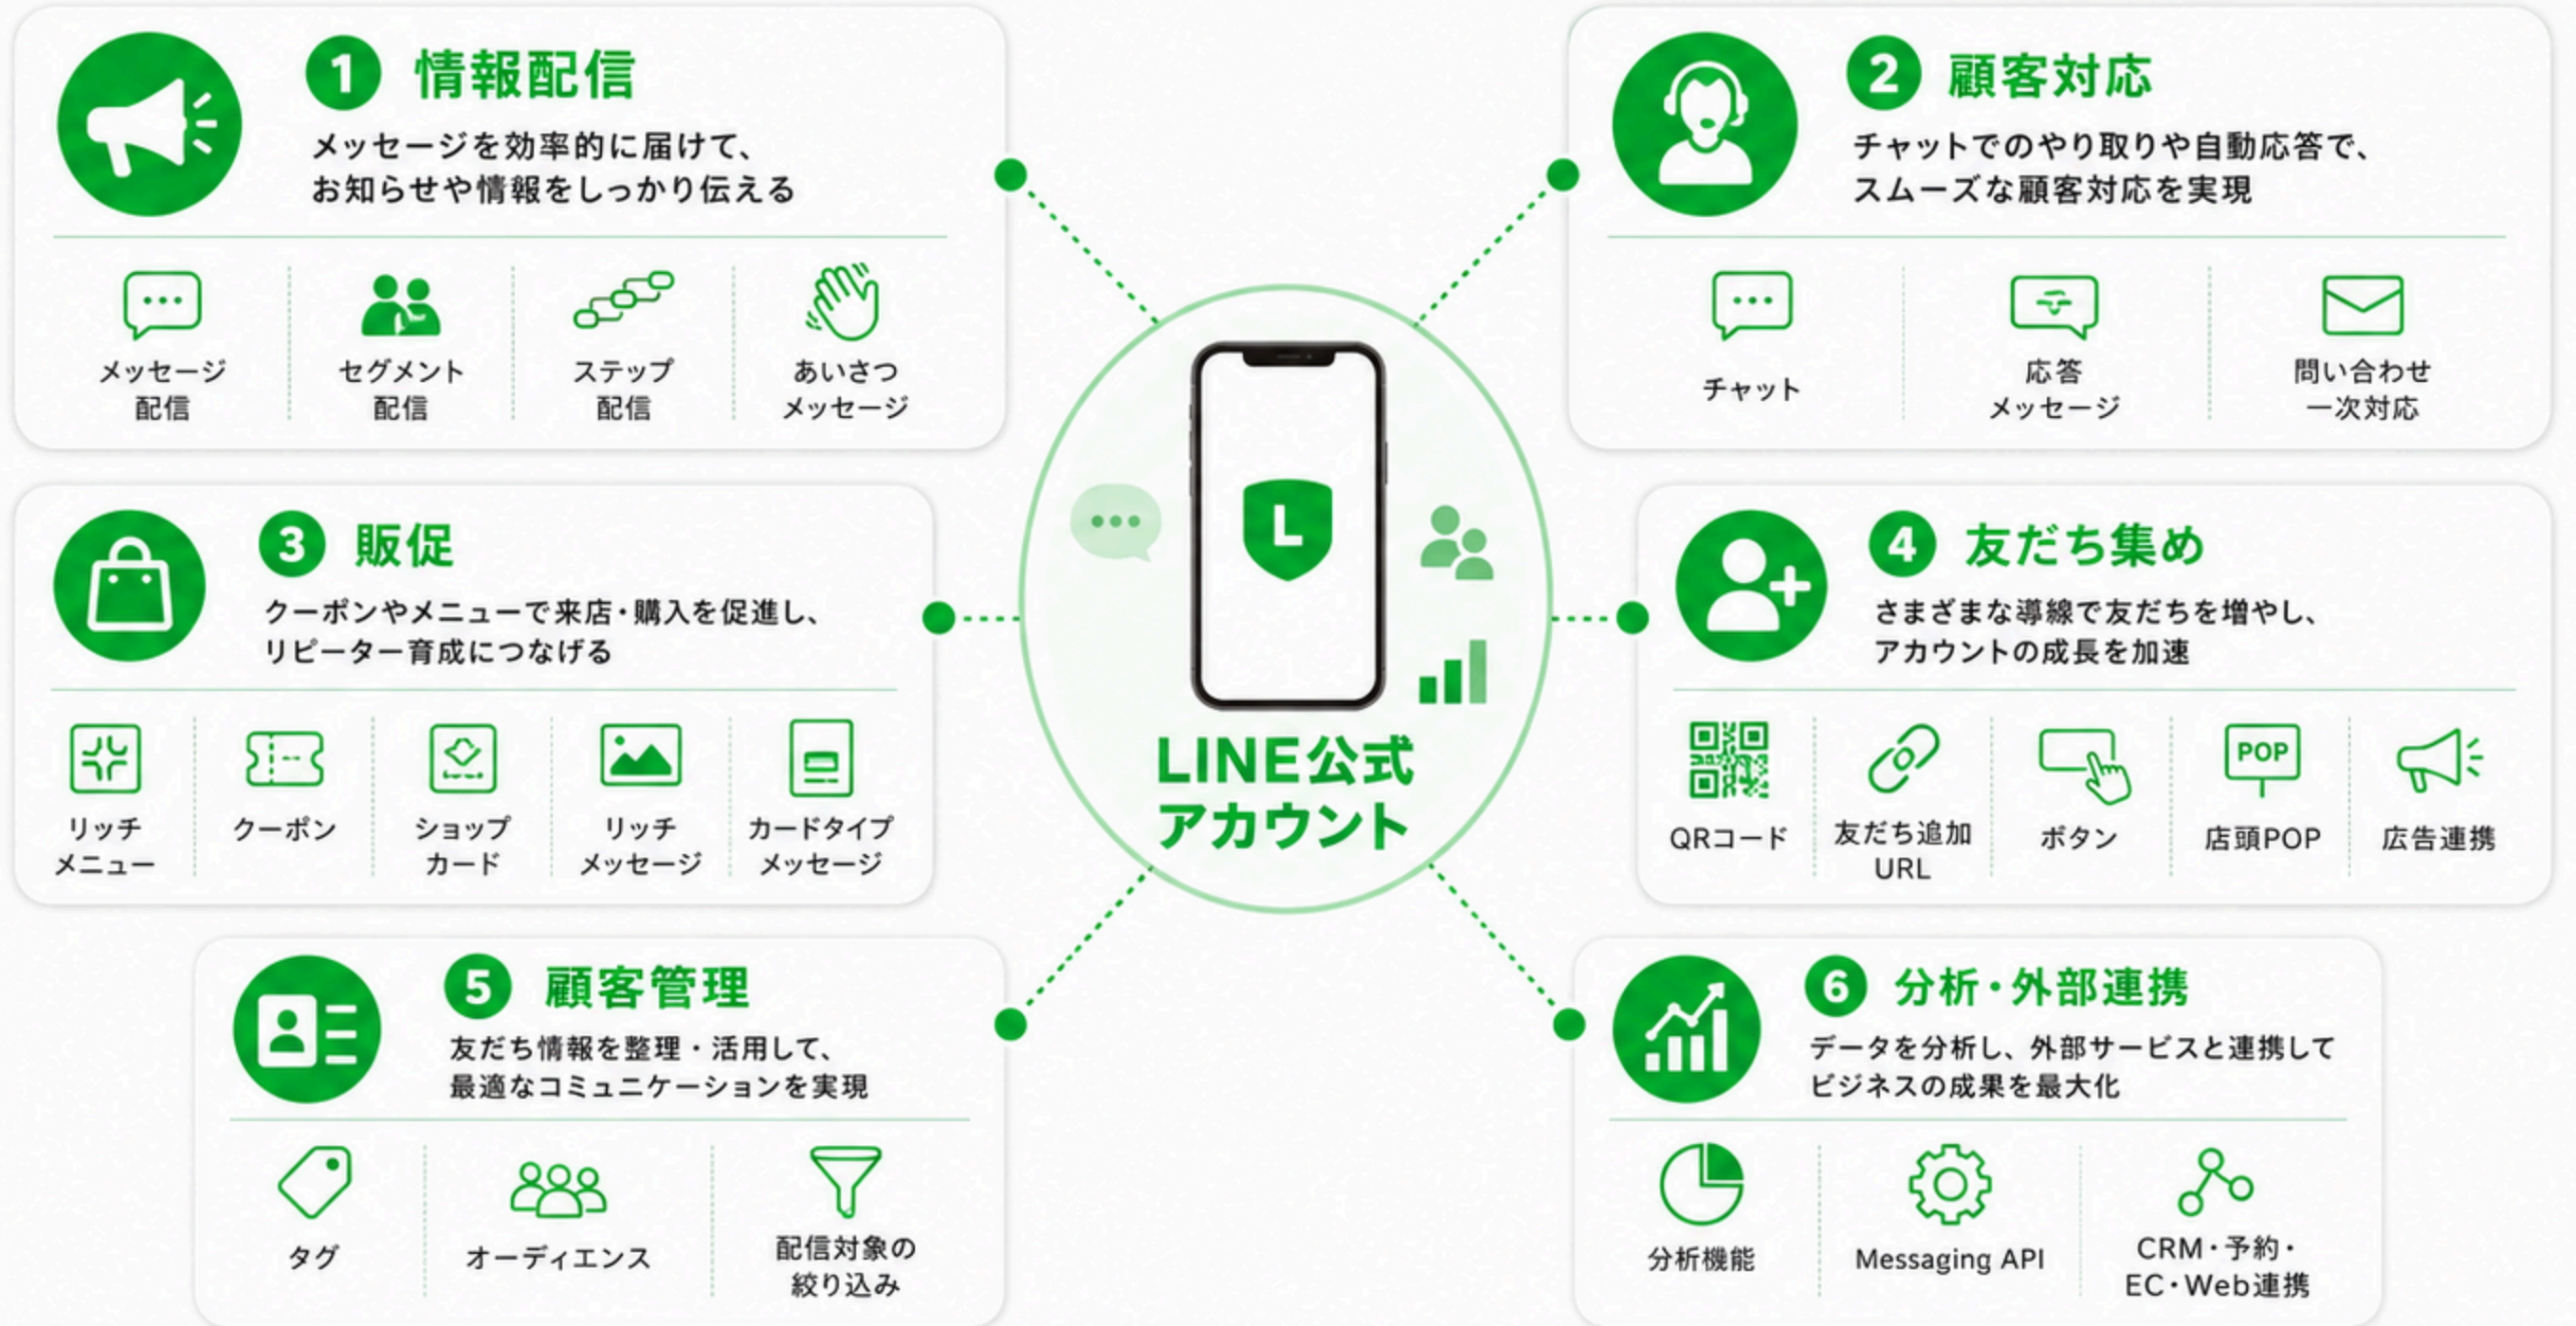 1 情報配信
メッセージを効率的に届けて、
お知らせや情報をしっかり伝える
メッセージ
配信
セグメント
配信
ステップ
配信
あいさつ
メッセージ
2 顧客対応
チャットでのやり取りや自動応答で、
スムーズな顧客対応を実現
チャット
応答
メッセージ
問い合わせ
一次対応
3 販促
クーポンやメニューで来店・購入を促進し、
リピーター育成につなげる
リッチ
メニュー
クーポン
ショップ
カード
リッチ
メッセージ
カードタイプ
メッセージ
L
LINE公式
アカウント
4 友だち集め
さまざまな導線で友だちを増やし、
アカウントの成長を加速
QRコード
友だち追加
URL
ボタン
POP
店頭POP
広告連携
5 顧客管理
友だち情報を整理・活用して、
最適なコミュニケーションを実現
タグ
オーディエンス
配信対象の
絞り込み
6 分析・外部連携
データを分析し、外部サービスと連携して
ビジネスの成果を最大化
分析機能
Messaging API
CRM・予約・
EC・Web連携